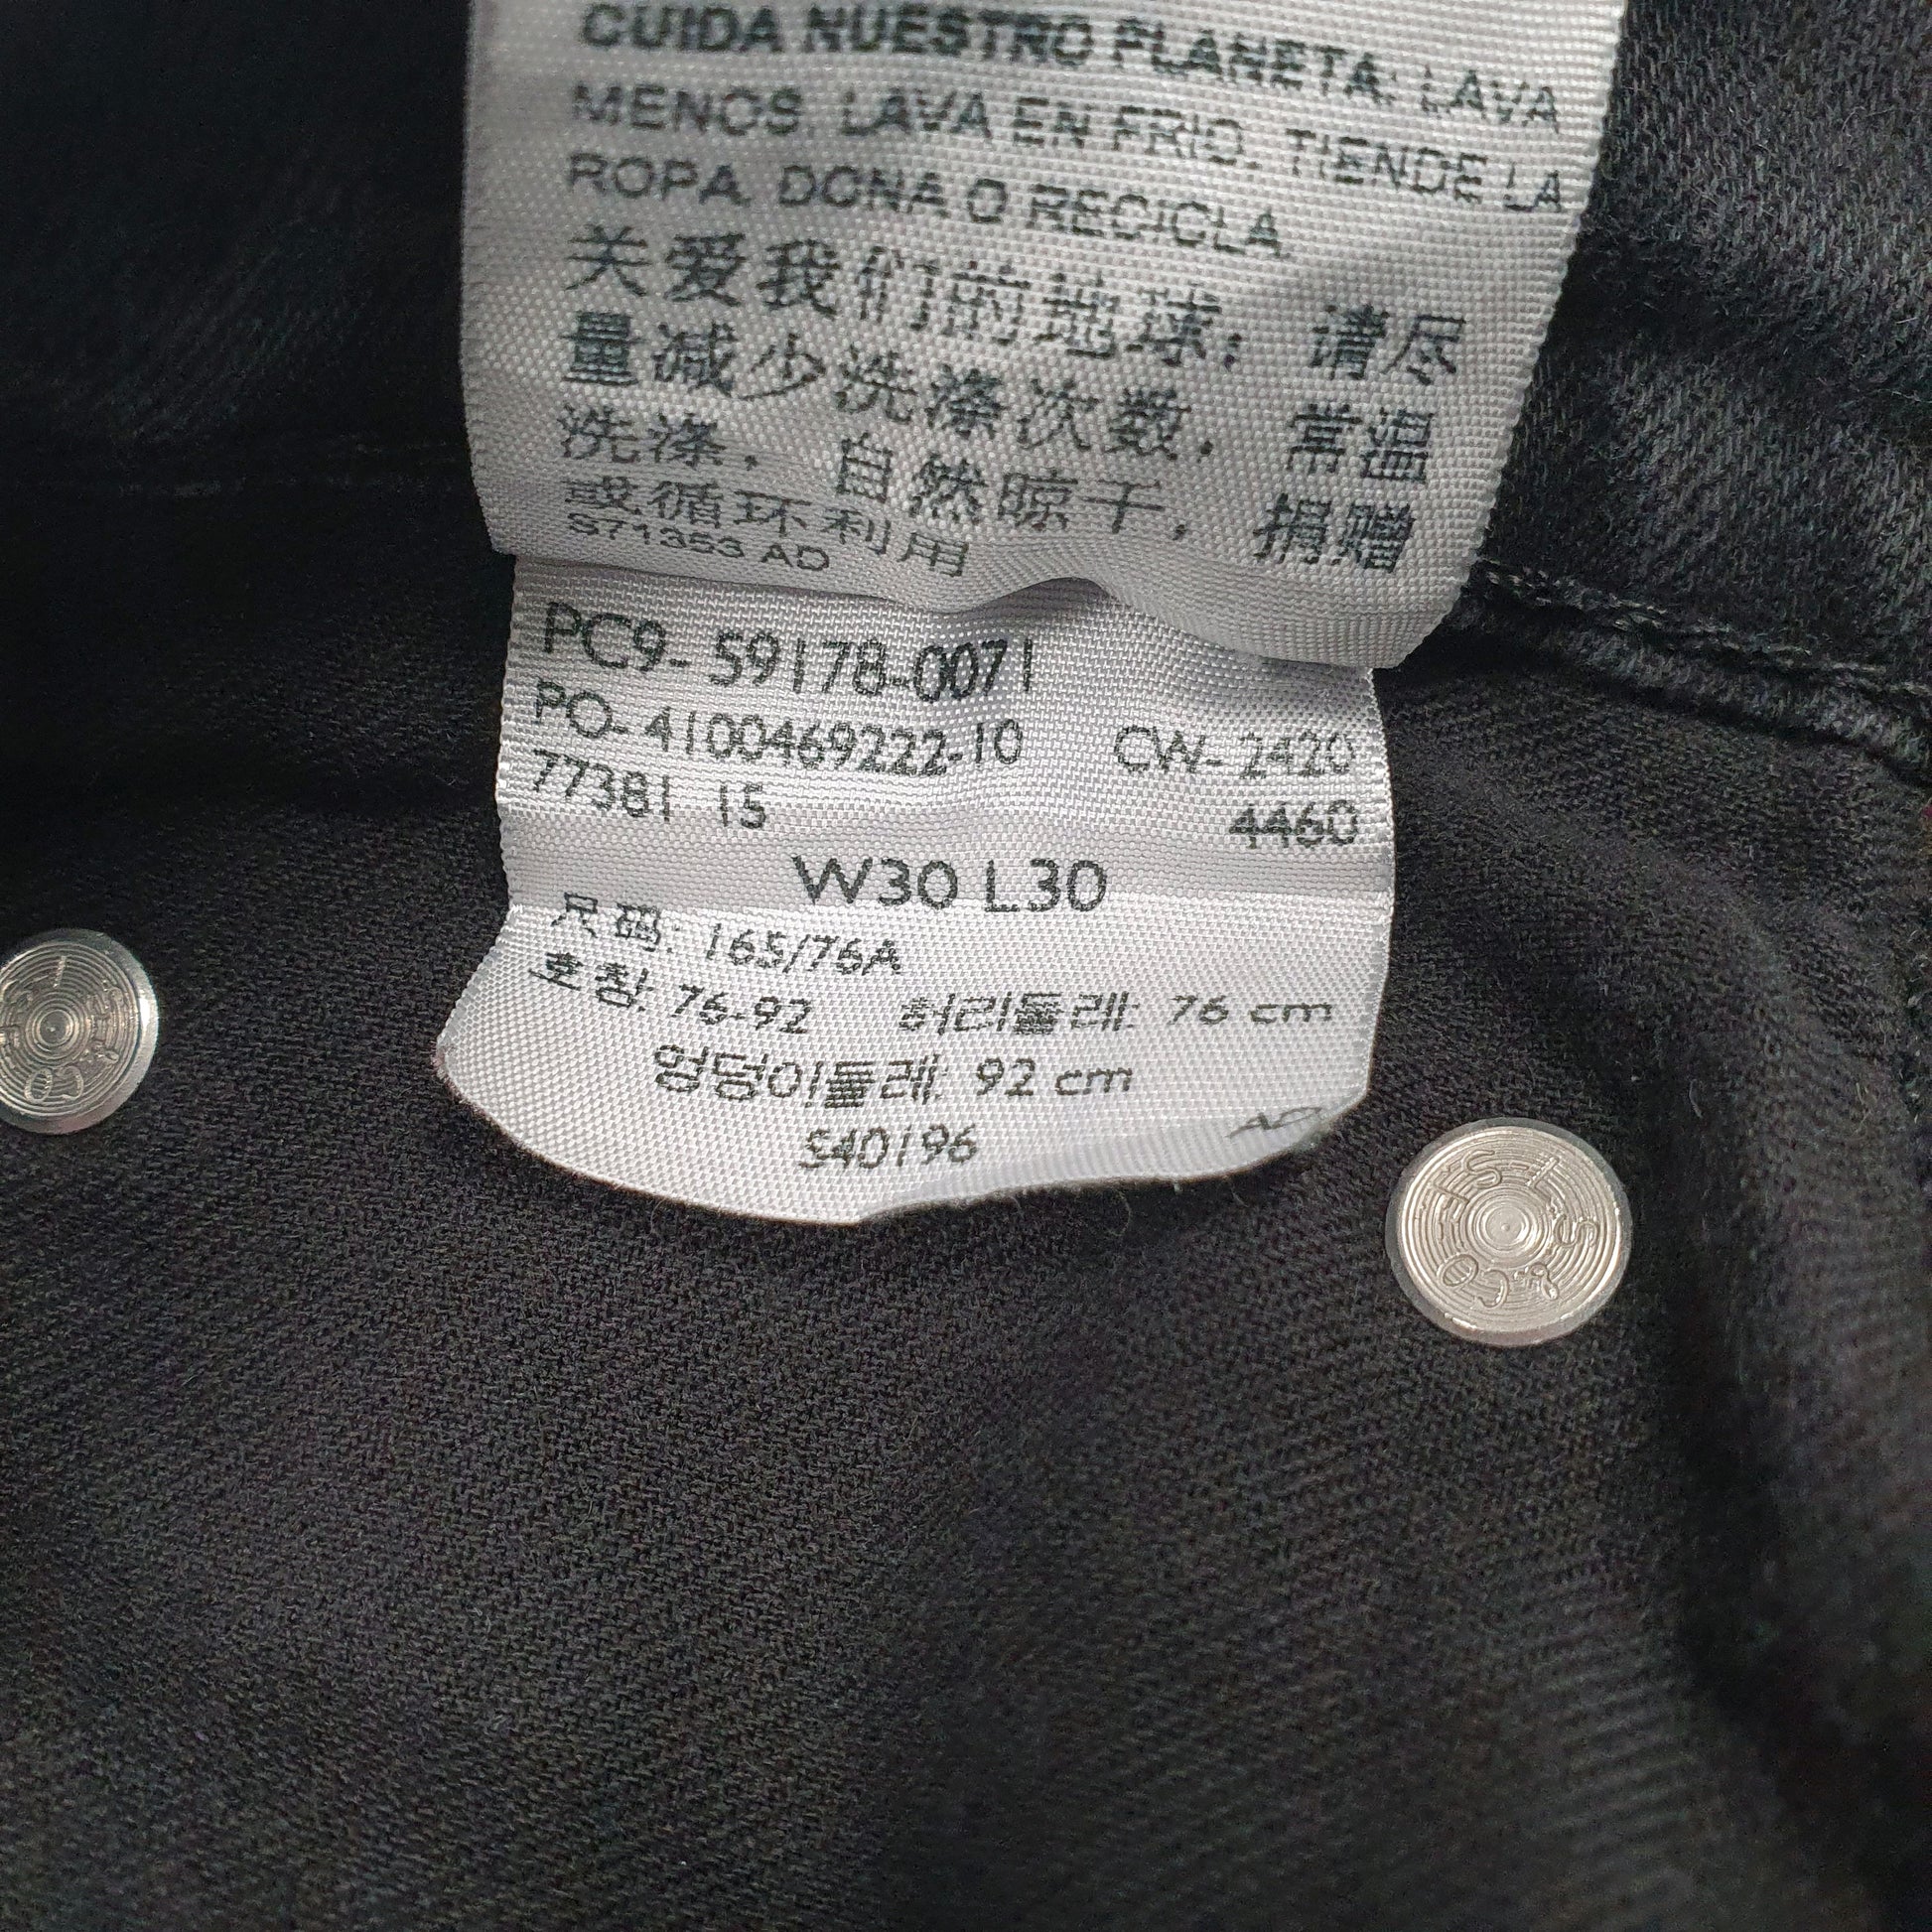 CUIDA NUESTRO PLANETA: LAVA
MENOS. LAVA EN FRIO. TIENDE LA
ROPA. DONA O RECICLA
关爱我们的地球：请尽
量减少洗涤次数，常温
洗涤，自然晾干，捐赠
或循环利用
S71353 AD
PC9-59178-0071
PO-4100469222-10 CW-2420
77381 15 4460
W30 L30
尺码: 165/76A
호칭: 76-92 허리둘레: 76 cm
엉덩이둘레: 92 cm
S40196
LS & CO